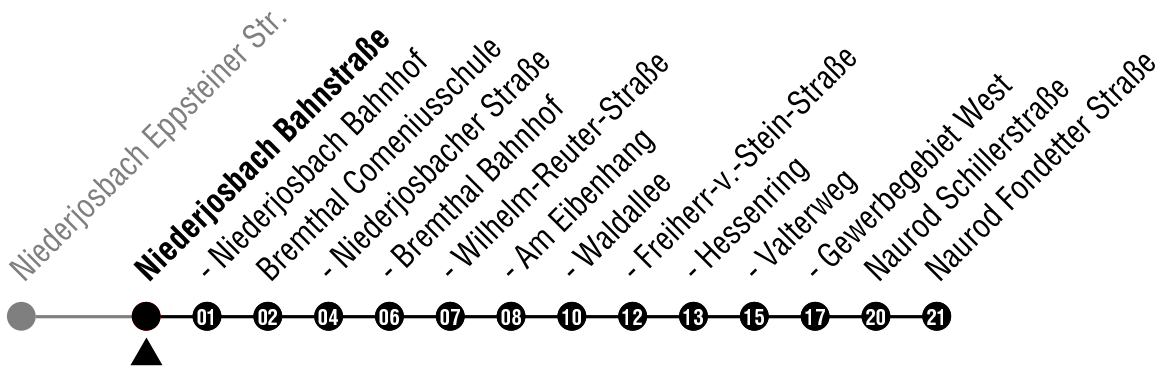 Niederjosbach Eppsteiner Str.
Niederjosbach Bahnstraße
- Niederjosbach Bahnhof
Bremthal Comeniusschule
- Niederjosbacher Straße
- Bremthal Bahnhof
- Wilhelm-Reuter-Straße
- Am Eibenhang
- Waldallee
- Freiherr-v.-Stein-Straße
- Hessenring
- Valterweg
- Gewerbegebiet West
Naurod Schillerstraße
Naurod Fondetter Straße
01 02 04 06 07 08 10 12 13 15 17 20 21